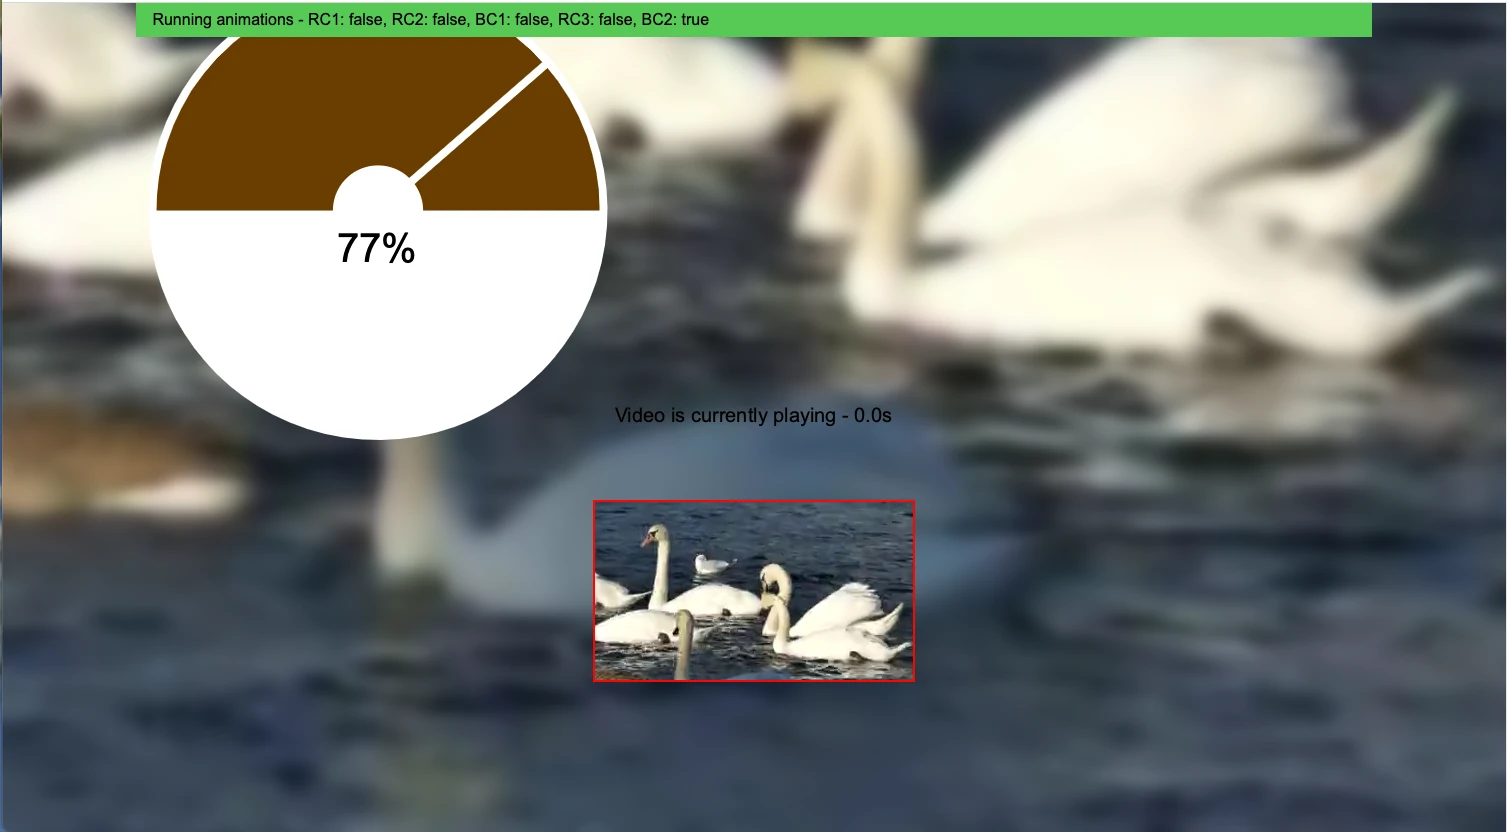 Running animations - RC1: false, RC2: false, BC1: false, RC3: false, BC2: true
77%
Video is currently playing - 0.0s